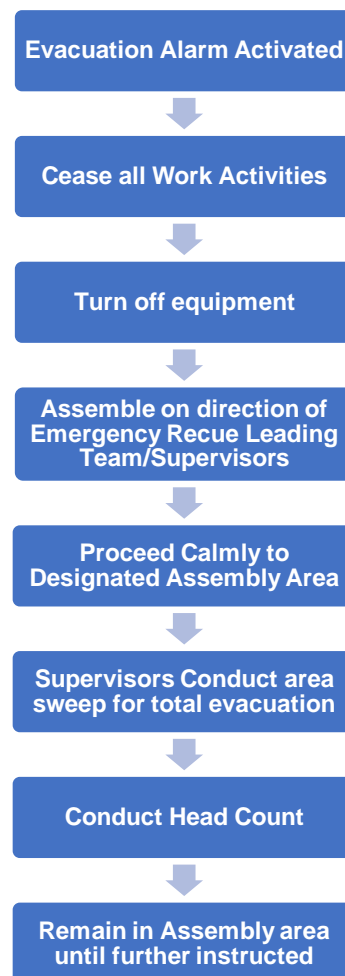 Evacuation Alarm Activated
Cease all Work Activities
Turn off equipment
Assemble on direction of
Emergency Recue Leading
Team/Supervisors
Proceed Calmly to
Designated Assembly Area
Supervisors Conduct area
sweep for total evacuation
Conduct Head Count
Remain in Assembly area
until further instructed